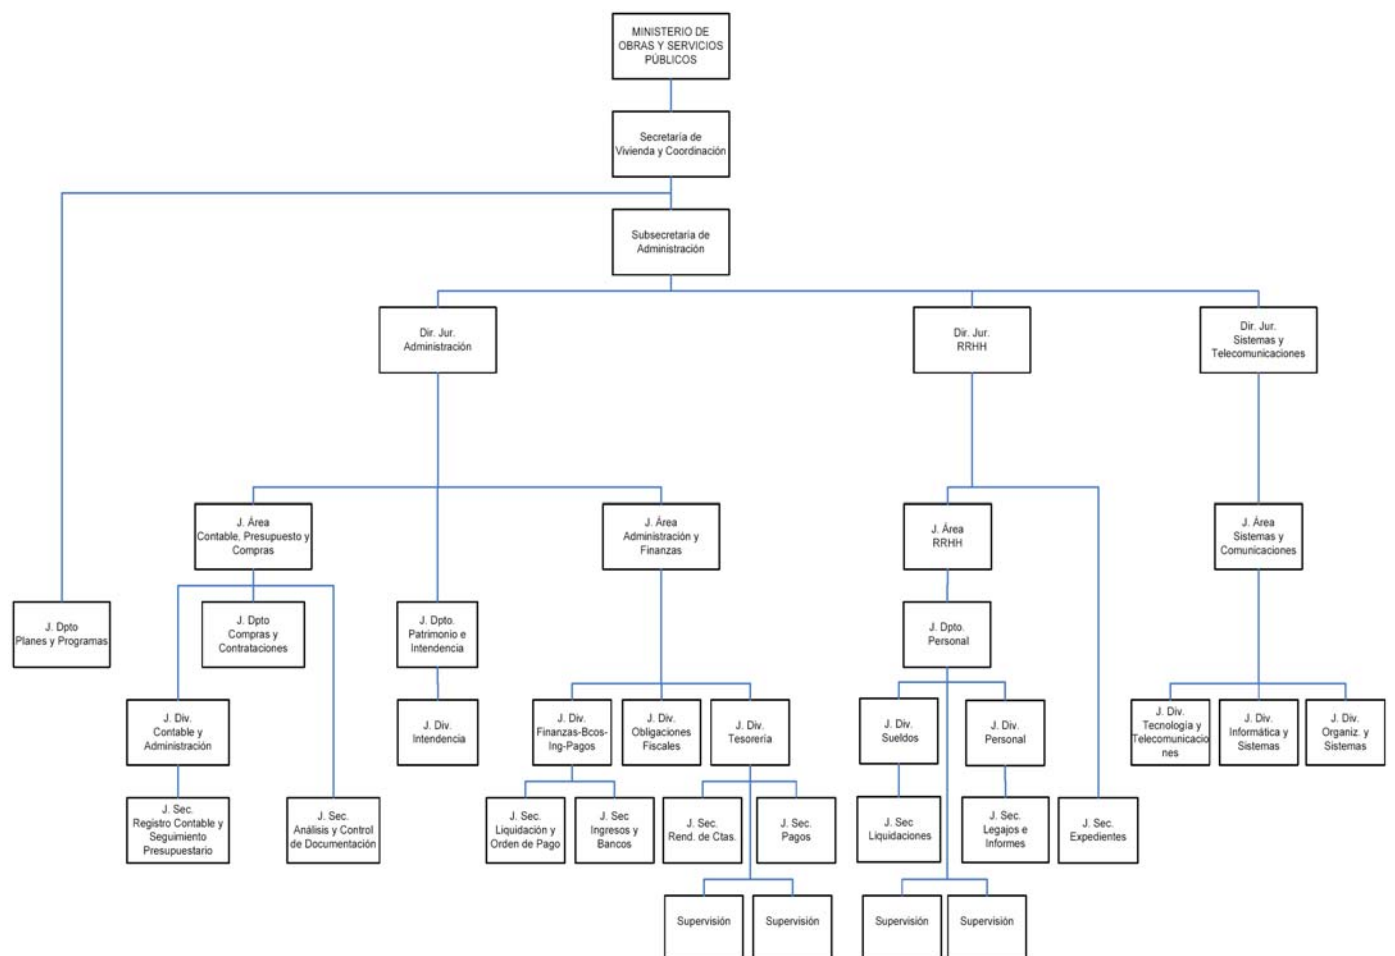 MINISTERIO DE
OBRAS Y SERVICIOS
PÚBLICOS
Secretaría de
Vivienda y Coordinación
Subsecretaría de
Administración
Dir. Jur.
Administración
Dir. Jur.
RRHH
Dir. Jur.
Sistemas y
Telecomunicaciones
J. Área
Contable, Presupuesto y
Compras
J. Área
Administración y
Finanzas
J. Área
RRHH
J. Área
Sistemas y
Comunicaciones
J. Dpto
Planes y Programas
J. Dpto
Compras y
Contrataciones
J. Dpto.
Patrimonio e
Intendencia
J. Dpto.
Personal
J. Div.
Contable y
Administración
J. Div.
Intendencia
J. Div.
Finanzas-Bcos-
Ing-Pagos
J. Div.
Obligaciones
Fiscales
J. Div.
Tesorería
J. Div.
Sueldos
J. Div.
Personal
J. Div.
Tecnología y
Telecomunicacio
nes
J. Div.
Informática y
Sistemas
J. Div.
Organiz. y
Sistemas
J. Sec.
Registro Contable y
Seguimiento
Presupuestario
J. Sec.
Análisis y Control
de Documentación
J. Sec.
Liquidación y
Orden de Pago
J. Sec
Ingresos y
Bancos
J. Sec.
Rend. de Ctas.
J. Sec.
Pagos
J. Sec
Liquidaciones
J. Sec.
Legajos e
Informes
J. Sec.
Expedientes
Supervisión
Supervisión
Supervisión
Supervisión